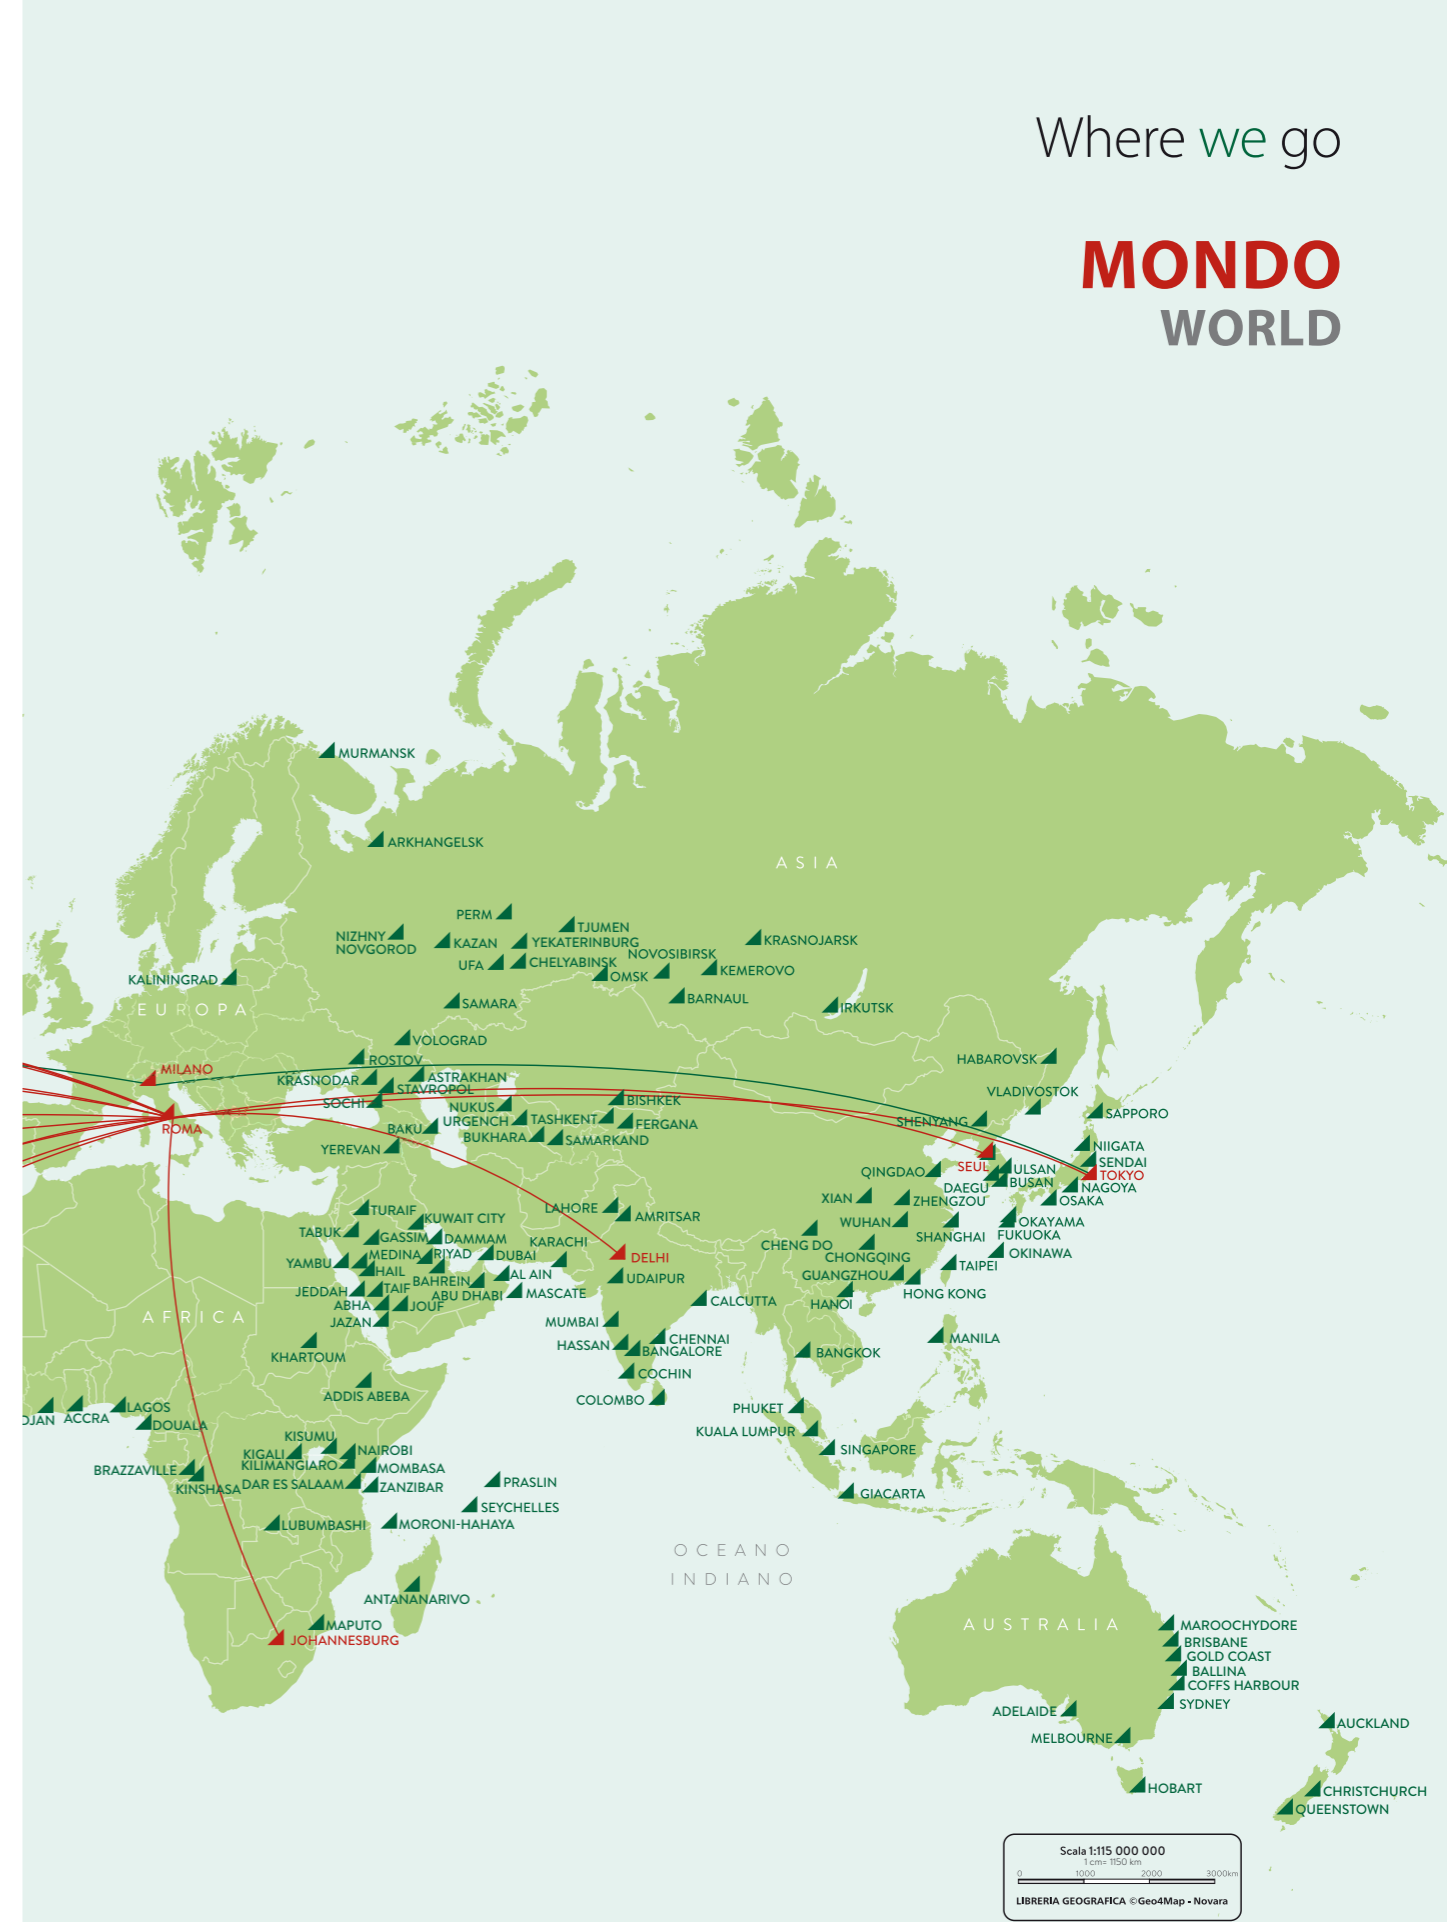 Where we go
MONDO
WORLD
MURMANSK
ARKHANGELSK
ASIA
PERM
TJUMEN
NIZHNY
NOVGOROD
KAZAN
YEKATERINBURG
KRASNOJARSK
NOVOSIBIRSK
UFA
CHELYABINSK
OMSK
KEMEROVO
KALININGRAD
BARNAUL
SAMARA
IRKUTSK
EUROPA
VOLOGRAD
ROSTOV
HABAROVSK
MILANO
KRASNODAR
ASTRAKHAN
STAVROPOL
VLADIVOSTOK
SOCHI
NUKUS
BISHKEK
SAPPORO
ROMA
BAKU
URGENCH
TASHKENT
FERGANA
SHENYANG
BUKHARA
SAMARKAND
YEREVAN
NIIGATA
SENDAI
SEUL
ULSAN
TOKYO
QINGDAO
DAEGU
BUSAN
NAGOYA
XIAN
ZHENGZOU
OSAKA
TURAIF
LAHORE
AMRITSAR
KUWAIT CITY
WUHAN
SHANGHAI
OKAYAMA
FUKUOKA
TABUK
GASSIM
DAMMAM
KARACHI
CHENG DO
CHONGQING
OKINAWA
MEDINA
RIYAD
DUBAI
DELHI
YAMBU
HAIL
TAIPEI
BAHREIN
AL AIN
UDAIPUR
GUANGZHOU
JEDDAH
TAIF
ABU DHABI
MASCATE
HONG KONG
ABHA
JOUF
CALCUTTA
HANOI
AFRICA
JAZAN
MUMBAI
KHARTOUM
HASSAN
CHENNAI
BANGALORE
MANILA
BANGKOK
ADDIS ABEBA
COCHIN
COLOMBO
PHUKET
DJAN
ACCRA
LAGOS
DOUALA
KUALA LUMPUR
KISUMU
KIGALI
NAIROBI
SINGAPORE
KILIMANGIARO
MOMBASA
BRAZZAVILLE
KINSHASA
DAR ES SALAAM
ZANZIBAR
PRASLIN
GIACARTA
SEYCHELLES
LUBUMBASHI
MORONI-HAHAYA
OCEANO
INDIANO
ANTANANARIVO
MAPUTO
JOHANNESBURG
AUSTRALIA
MAROOCHYDORE
BRISBANE
GOLD COAST
BALLINA
COFFS HARBOUR
SYDNEY
ADELAIDE
MELBOURNE
AUCKLAND
HOBART
CHRISTCHURCH
QUEENSTOWN
Scala 1:115 000 000
1 cm= 1150 km
0 1000 2000 3000km
LIBRERIA GEOGRAFICA ©Geo4Map - Novara